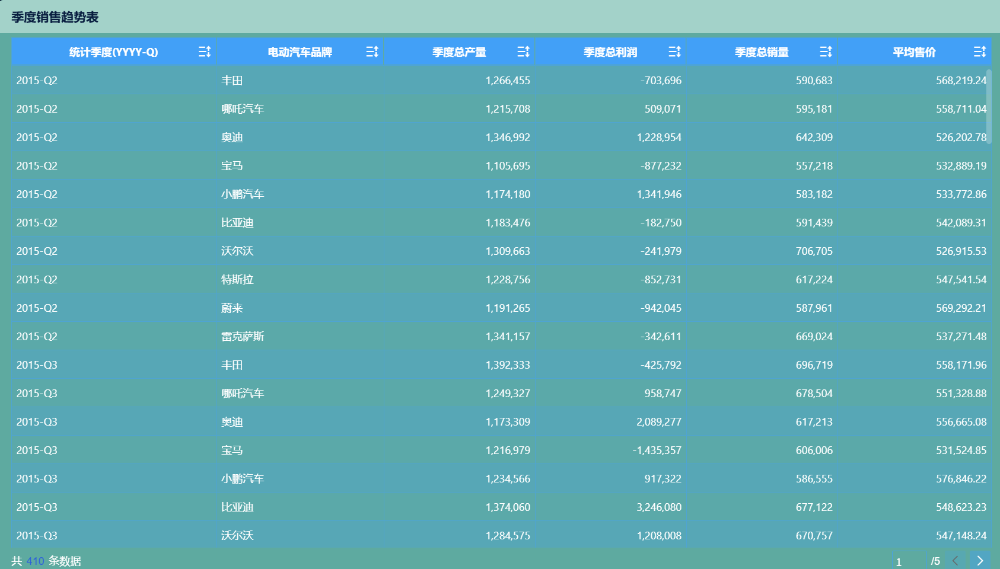 季度销售趋势表
统计季度(YYYY-Q) 电动汽车品牌 季度总产量 季度总利润 季度总销量 平均售价
2015-Q2 丰田 1,266,455 -703,696 590,683 568,219.24
2015-Q2 哪吒汽车 1,215,708 509,071 595,181 558,711.04
2015-Q2 奥迪 1,346,992 1,228,954 642,309 526,202.78
2015-Q2 宝马 1,105,695 -877,232 557,218 532,889.19
2015-Q2 小鹏汽车 1,174,180 1,341,946 583,182 533,772.86
2015-Q2 比亚迪 1,183,476 -182,750 591,439 542,089.31
2015-Q2 沃尔沃 1,309,663 -241,979 706,705 526,915.53
2015-Q2 特斯拉 1,228,756 -852,731 617,224 547,541.54
2015-Q2 蔚来 1,191,265 -942,045 587,961 569,292.21
2015-Q2 雷克萨斯 1,341,157 -342,611 669,024 537,271.48
2015-Q3 丰田 1,392,333 -425,792 696,719 558,171.96
2015-Q3 哪吒汽车 1,249,327 958,747 678,504 551,328.88
2015-Q3 奥迪 1,173,309 2,089,277 617,213 556,665.08
2015-Q3 宝马 1,216,979 -1,435,357 606,006 531,524.85
2015-Q3 小鹏汽车 1,234,566 917,322 586,555 576,846.22
2015-Q3 比亚迪 1,374,060 3,246,080 677,122 548,623.23
2015-Q3 沃尔沃 1,284,575 1,208,008 670,757 547,148.24
共 410 条数据 1 /5